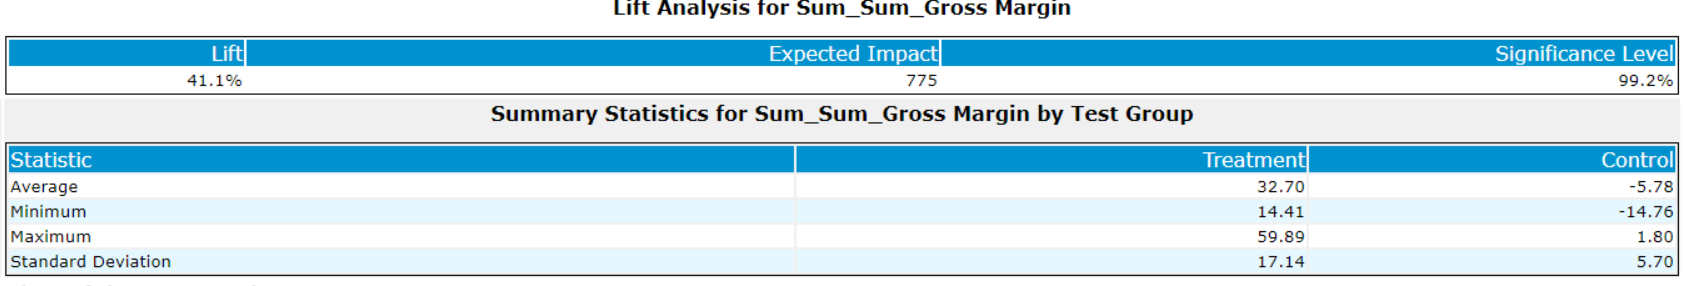 Lift Analysis for Sum_Sum_Gross Margin
Lift Expected Impact Significance Level
41.1% 775 99.2%
Summary Statistics for Sum_Sum_Gross Margin by Test Group
Statistic Treatment Control
Average 32.70 -5.78
Minimum 14.41 -14.76
Maximum 59.89 1.80
Standard Deviation 17.14 5.70